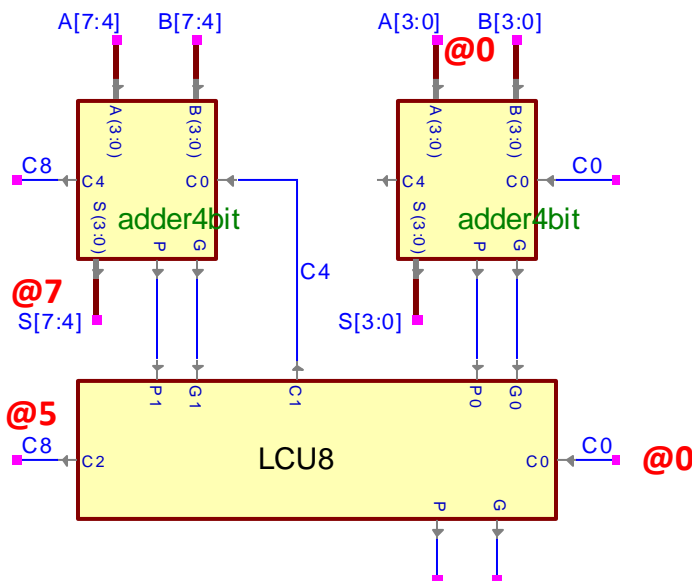 A[7:4] B[7:4] A[3:0] B[3:0]
@0
A(3:0) B(3:0) A(3:0) B(3:0)
C8 C4 C0 C4 C0 C0
S(3:0) adder4bit S(3:0) adder4bit
P G P G
C4
@7
S[7:4] S[3:0]
P1 G1 C1 P0 G0
@5
C8 C2 LCU8 C0 C0 @0
P G